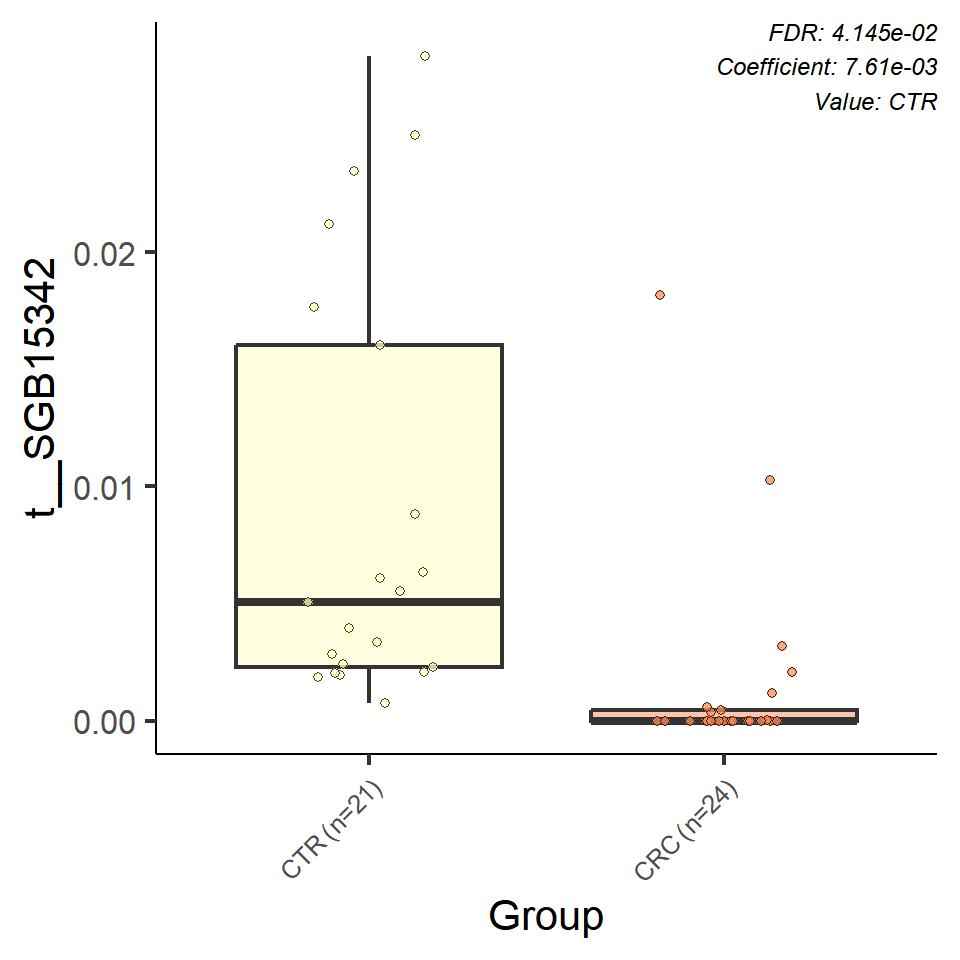 FDR: 4.145e-02
Coefficient: 7.61e-03
Value: CTR
t__SGB15342
0.02
0.01
0.00
CTR (n=21)
CRC (n=24)
Group